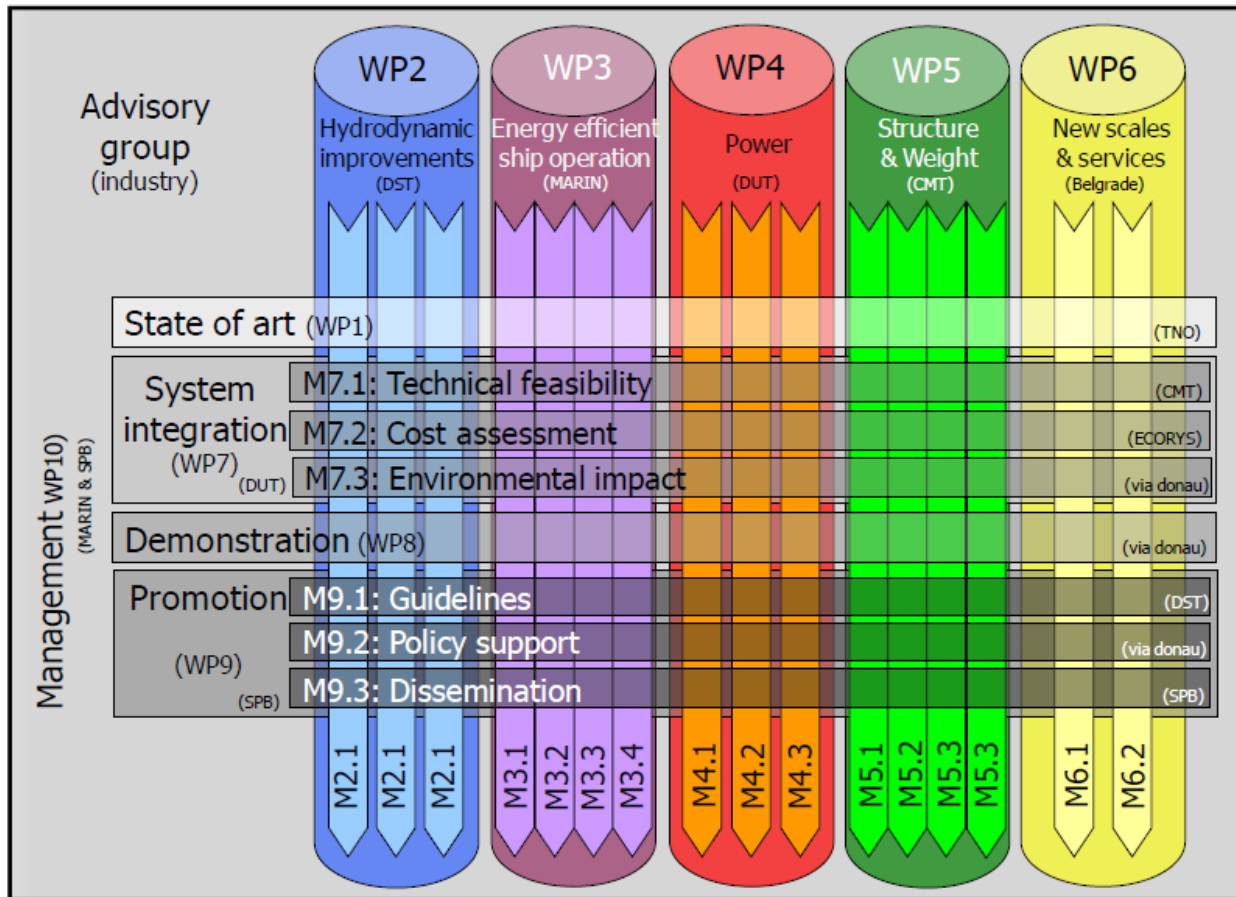 WP2
WP3
WP4
WP5
WP6
Advisory
group
(industry)
Hydrodynamic
improvements
(DST)
Energy efficient
ship operation
(MARIN)
Power
(DUT)
Structure
& Weight
(CMT)
New scales
& services
(Belgrade)
State of art (WP1)
(TNO)
System
integration
(WP7)
(DUT)
M7.1: Technical feasibility
(CMT)
M7.2: Cost assessment
(ECORYS)
M7.3: Environmental impact
(via donau)
Demonstration (WP8)
(via donau)
Promotion
(WP9)
(SPB)
M9.1: Guidelines
(DST)
M9.2: Policy support
(via donau)
M9.3: Dissemination
(SPB)
Management WP10)
(MARIN & SPB)
M2.1
M2.1
M2.1
M3.1
M3.2
M3.3
M3.4
M4.1
M4.2
M4.3
M5.1
M5.2
M5.3
M5.3
M6.1
M6.2